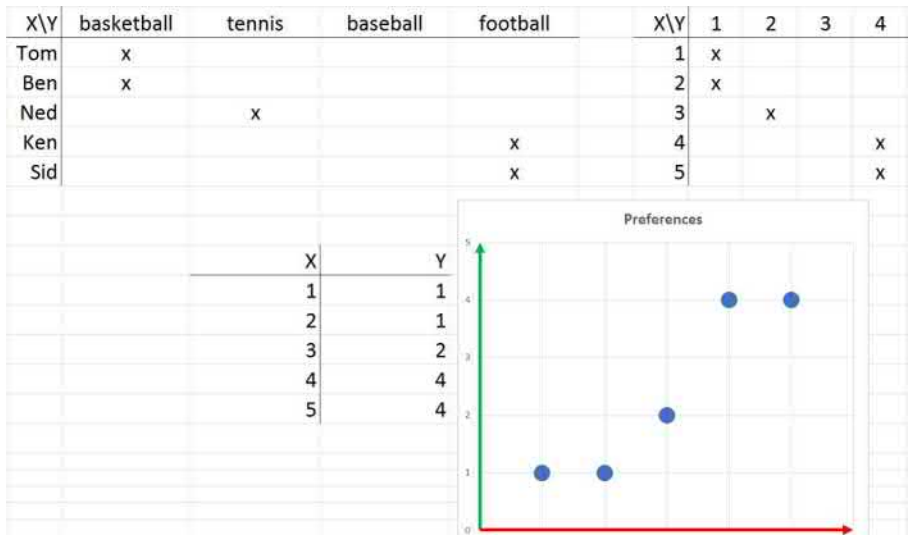 X\Y basketball tennis baseball football X\Y 1 2 3 4
Tom x 1 x
Ben x 2 x
Ned x 3 x
Ken x 4 x
Sid x 5 x
Preferences
X Y
1 1
2 1
3 2
4 4
5 4
5
4
3
2
1
0